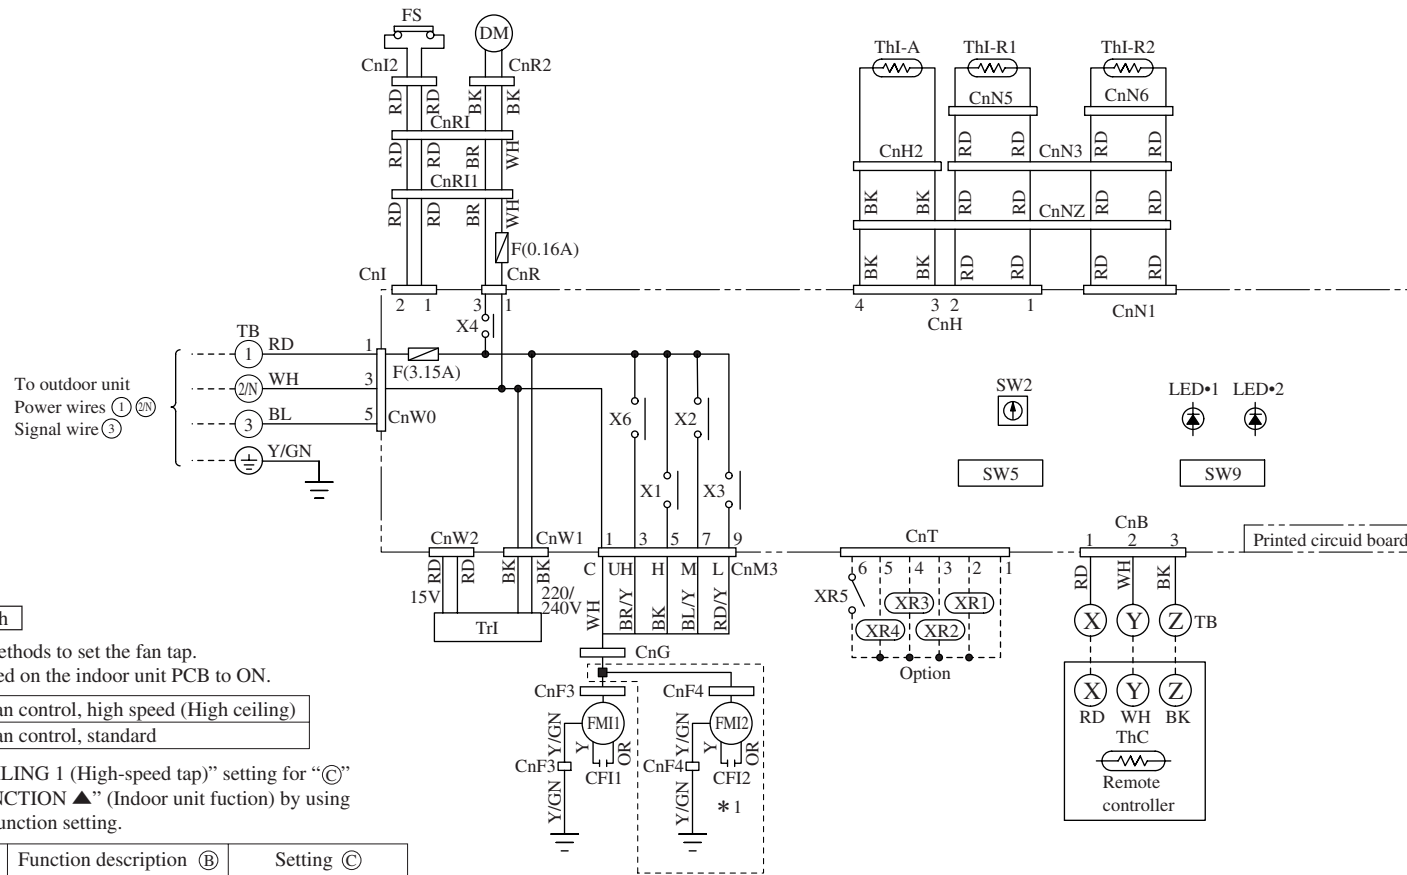 FS
DM
ThI-A
ThI-R1
ThI-R2
CnI2
CnR2
CnN5
CnN6
RD
RD
BK
BK
CnRI
RD
RD
RD
RD
RD
RD
BR
WH
CnH2
CnN3
CnRI1
BK
BK
RD
RD
RD
RD
RD
RD
BR
WH
CnNZ
F(0.16A)
BK
BK
RD
RD
RD
RD
CnI
CnR
2 1 3 1
4 3 2 1
CnH
CnN1
X4
TB
1 RD 1
F(3.15A)
To outdoor unit
Power wires 1 2/N
Signal wire 3
2/N WH 3
3 BL 5 CnW0
Y/GN
X6
X2
X1
X3
SW2
LED•1
LED•2
SW5
SW9
CnW2
CnW1
1 3 5 7 9
CnT
CnB
1 2 3
Printed circuid board
C UH H M L CnM3
6 5 4 3 2 1
RD
RD
BK
BK
15V
220/
240V
TrI
WH
BR/Y
BK
BL/Y
RD/Y
XR5
XR3
XR1
XR4
XR2
Option
RD
WH
BK
X Y Z TB
X Y Z
RD WH BK
ThC
Remote
controller
CnG
CnF3
CnF4
FMI1
FMI2
Y/GN
Y
OR
Y/GN
Y
OR
CnF3
CFI1
CnF4
CFI2
Y/GN
Y/GN
*1
h
ethods to set the fan tap.
ed on the indoor unit PCB to ON.
an control, high speed (High ceiling)
an control, standard
LING 1 (High-speed tap)” setting for “Ⓒ”
NCTION ▲” (Indoor unit fuction) by using
unction setting.
Function description Ⓑ
Setting Ⓒ